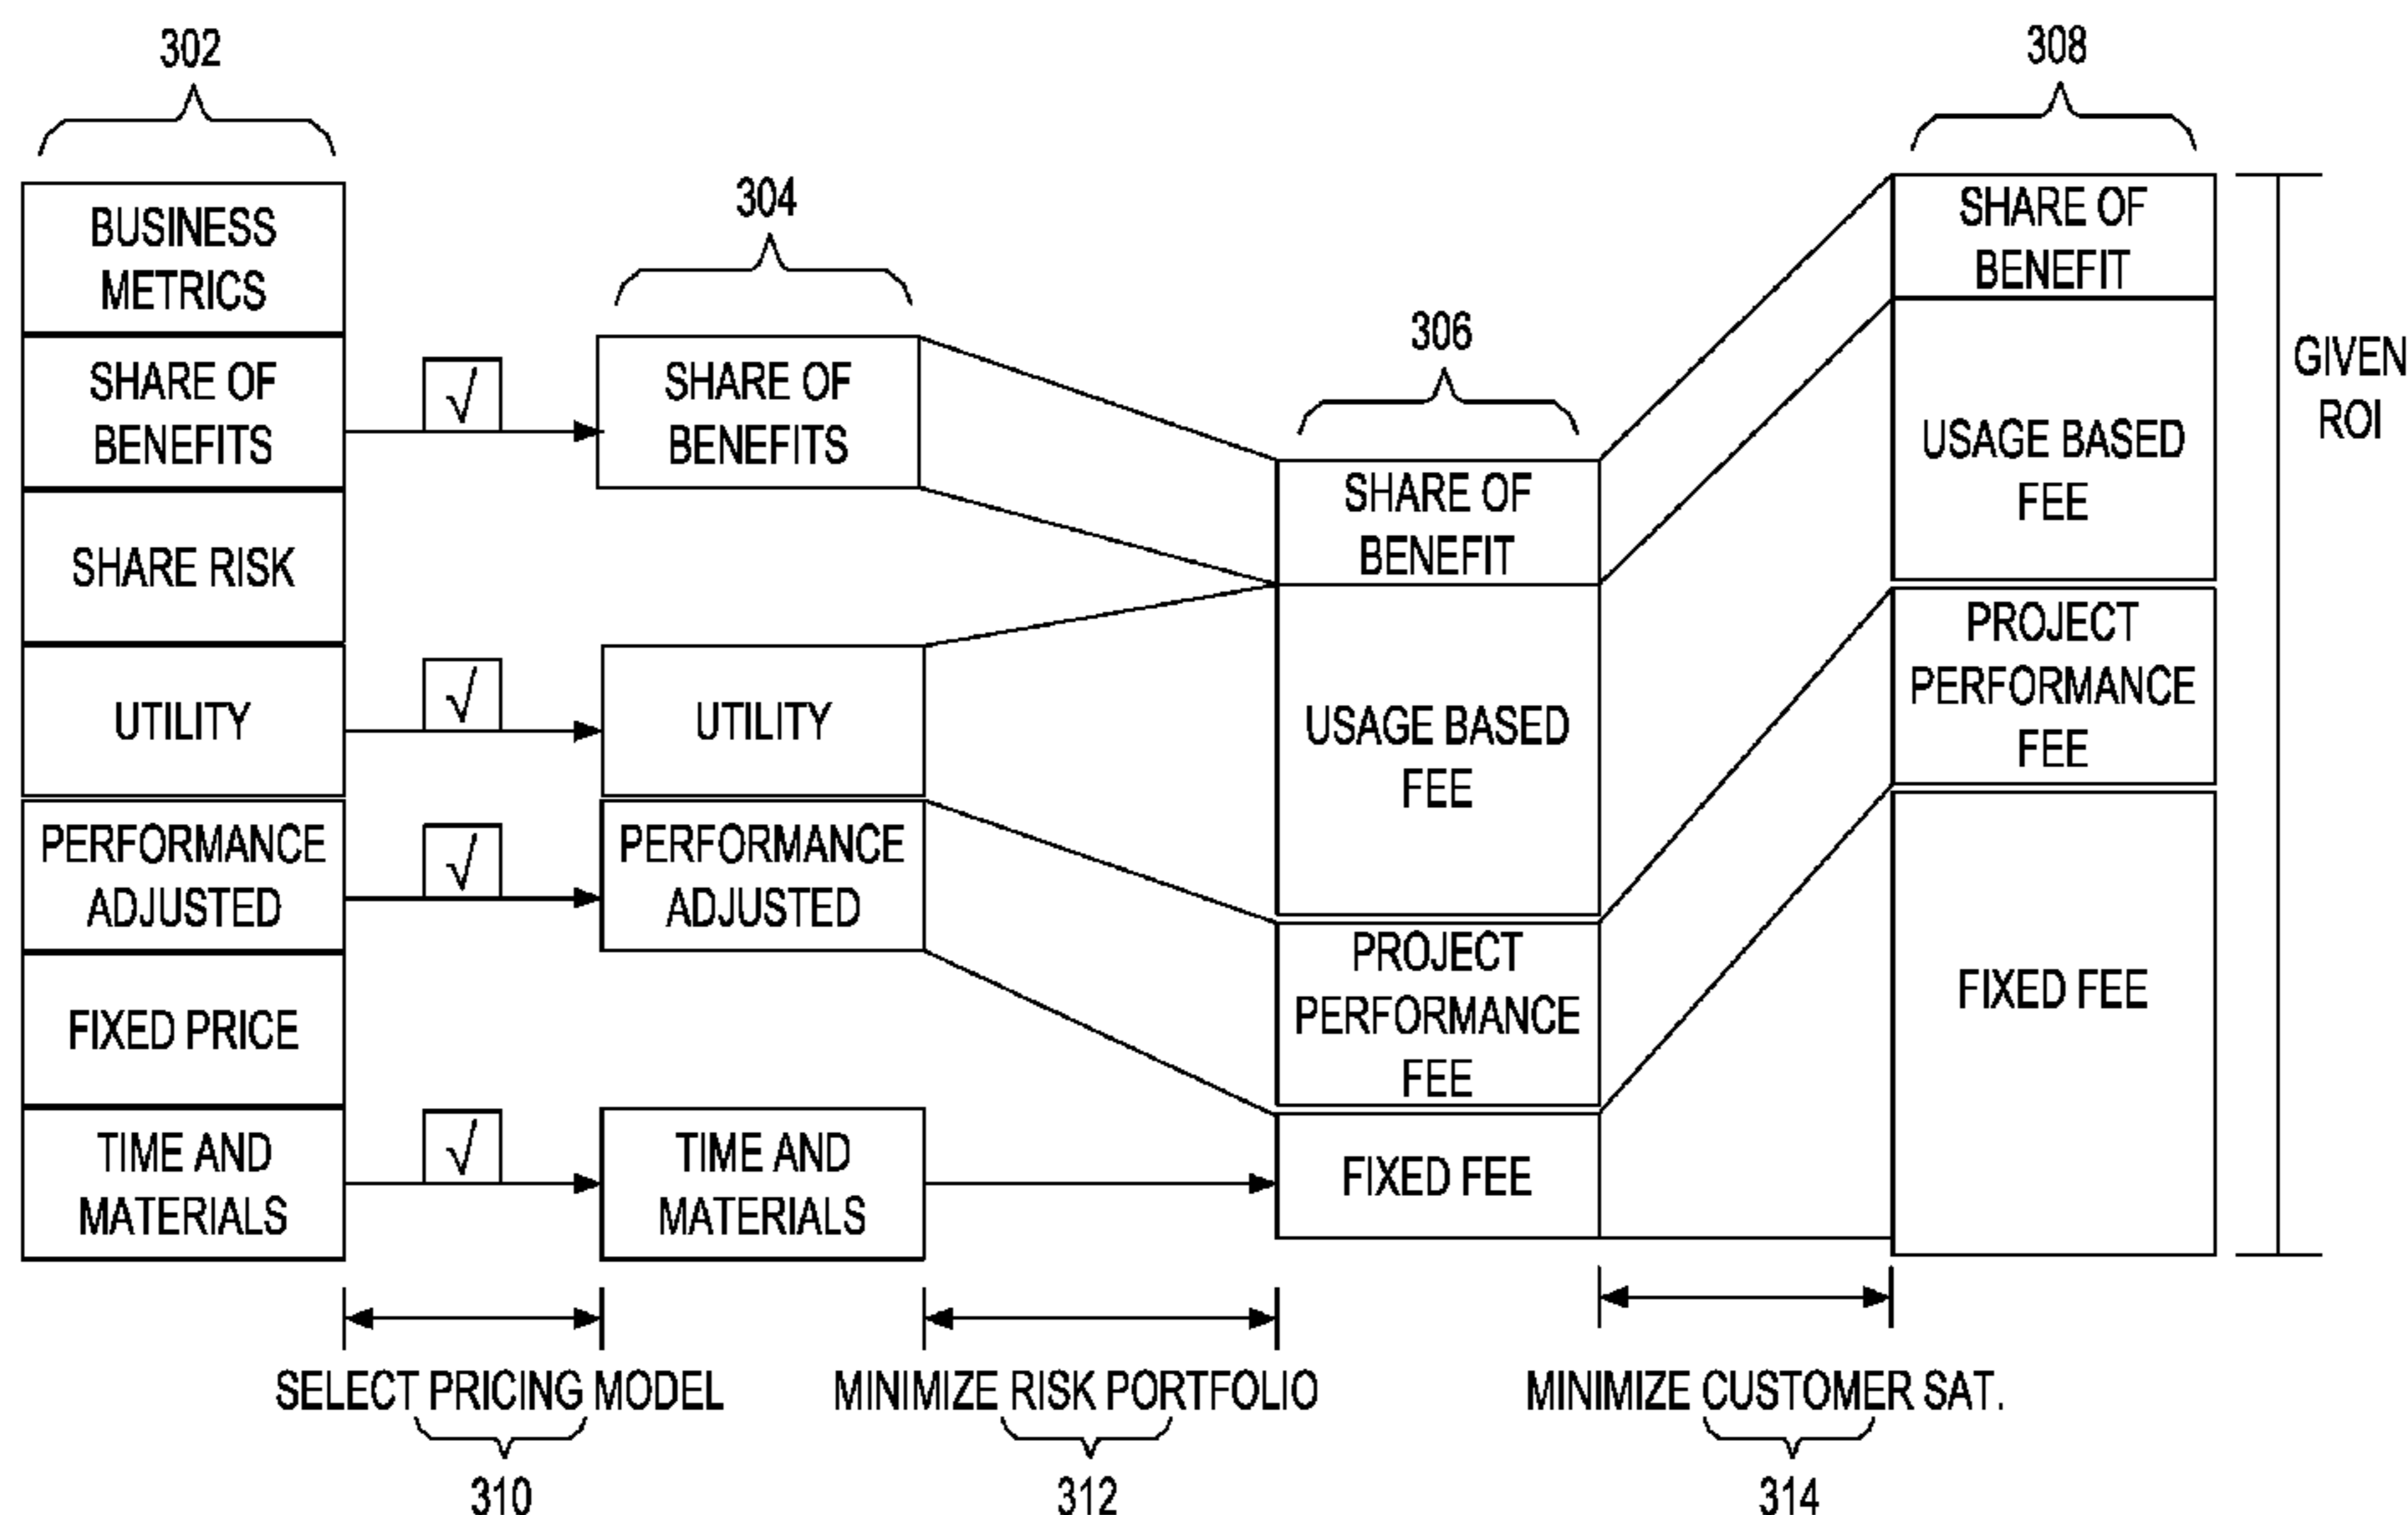 302
BUSINESS
METRICS
SHARE OF
BENEFITS
SHARE RISK
UTILITY
PERFORMANCE
ADJUSTED
FIXED PRICE
TIME AND
MATERIALS
√
√
√
√
304
SHARE OF
BENEFITS
UTILITY
PERFORMANCE
ADJUSTED
TIME AND
MATERIALS
306
SHARE OF
BENEFIT
USAGE BASED
FEE
PROJECT
PERFORMANCE
FEE
FIXED FEE
308
SHARE OF
BENEFIT
USAGE BASED
FEE
PROJECT
PERFORMANCE
FEE
FIXED FEE
GIVEN
ROI
SELECT PRICING MODEL
310
MINIMIZE RISK PORTFOLIO
312
MINIMIZE CUSTOMER SAT.
314